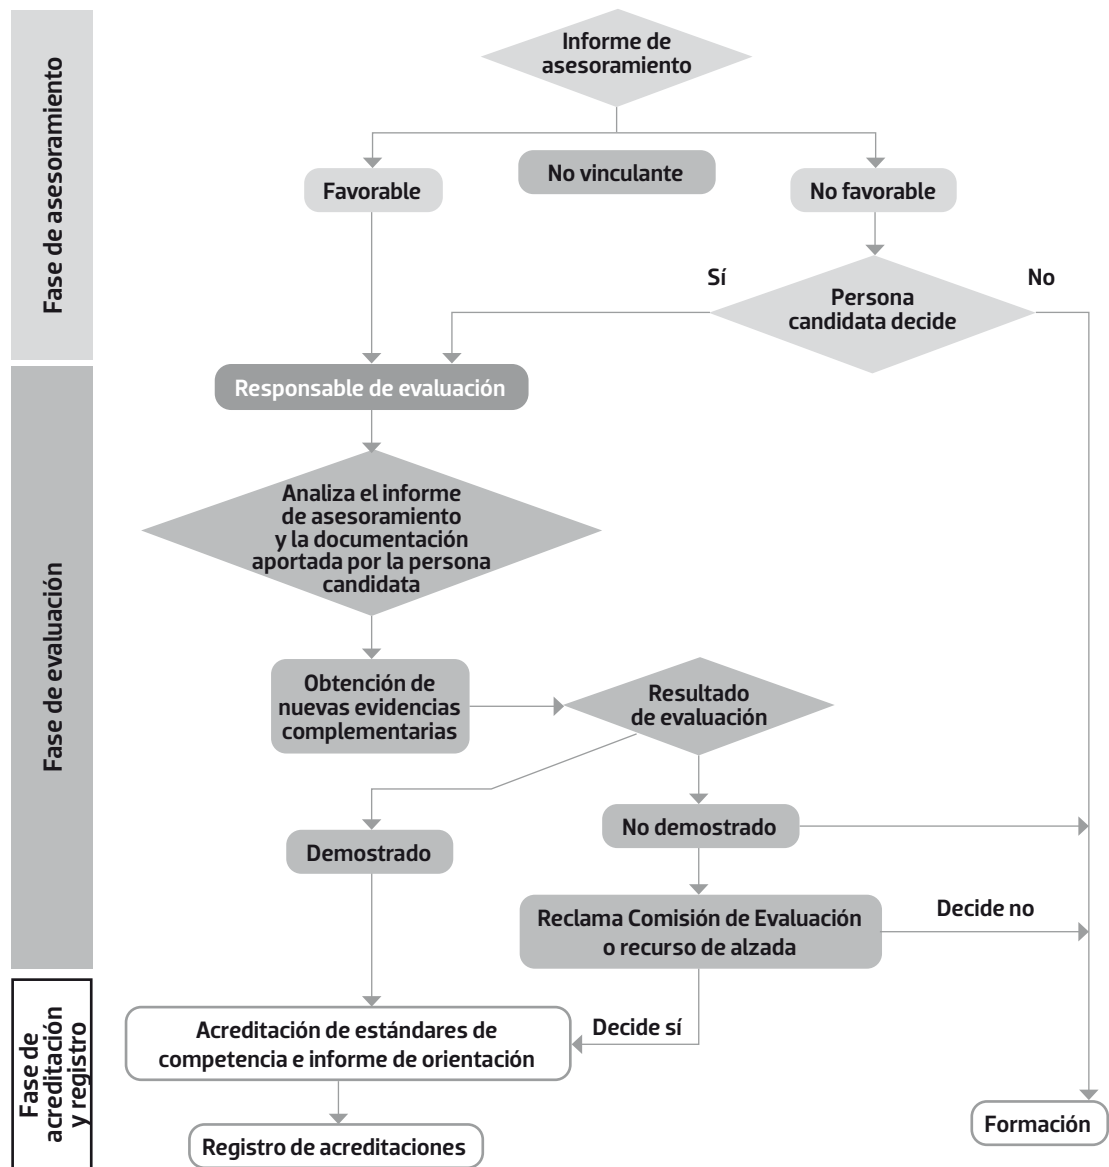 Fase de asesoramiento
Informe de
asesoramiento
Favorable
No vinculante
No favorable
Sí
No
Persona
candidata decide
Fase de evaluación
Responsable de evaluación
Analiza el informe
de asesoramiento
y la documentación
aportada por la persona
candidata
Obtención de
nuevas evidencias
complementarias
Resultado
de evaluación
Demostrado
No demostrado
Reclama Comisión de Evaluación
o recurso de alzada
Decide no
Fase de
acreditación
y registro
Acreditación de estándares de
competencia e informe de orientación
Decide sí
Registro de acreditaciones
Formación